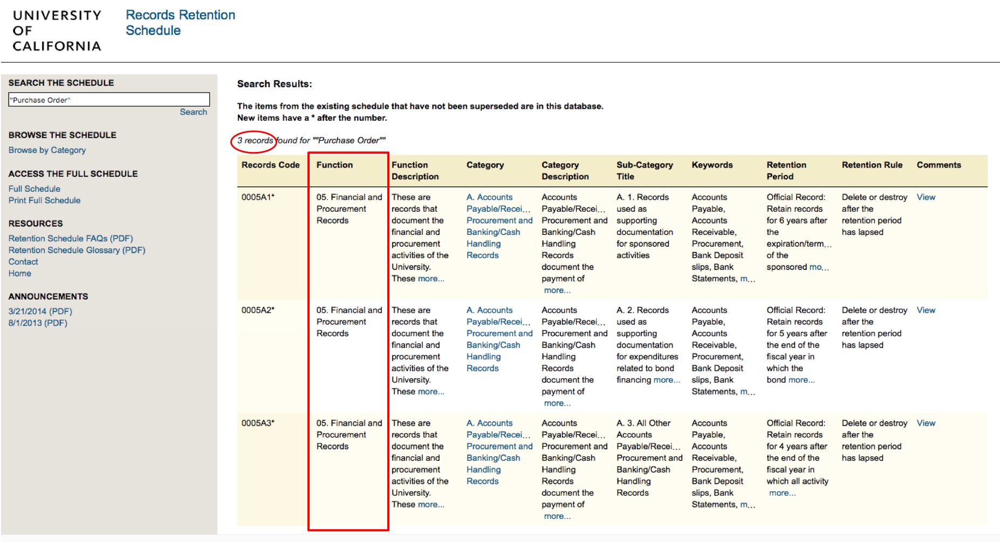 UNIVERSITY
OF
CALIFORNIA
Records Retention
Schedule
SEARCH THE SCHEDULE
"Purchase Order"
Search
BROWSE THE SCHEDULE
Browse by Category
ACCESS THE FULL SCHEDULE
Full Schedule
Print Full Schedule
RESOURCES
Retention Schedule FAQs (PDF)
Retention Schedule Glossary (PDF)
Contact
Home
ANNOUNCEMENTS
3/21/2014 (PDF)
8/1/2013 (PDF)
Search Results:
The items from the existing schedule that have not been superseded are in this database.
New items have a * after the number.
3 records found for ""Purchase Order""
Records Code
Function
Function
Description
Category
Category
Description
Sub-Category
Title
Keywords
Retention
Period
Retention Rule
Comments
0005A1*
05. Financial and
Procurement
Records
These are
records that
document the
financial and
procurement
activities of the
University.
These more...
A. Accounts
Payable/Recei...
Procurement and
Banking/Cash
Handling
Records
Accounts
Payable/Recei...
Procurement and
Banking/Cash
Handling
Records
document the
payment of
more...
A. 1. Records
used as
supporting
documentation
for sponsored
activities
Accounts
Payable,
Accounts
Receivable,
Procurement,
Bank Deposit
slips, Bank
Statements, m...
Official Record:
Retain records
for 6 years after
the
expiration/term...
of the
sponsored mo...
Delete or destroy
after the
retention period
has lapsed
View
0005A2*
05. Financial and
Procurement
Records
These are
records that
document the
financial and
procurement
activities of the
University.
These more...
A. Accounts
Payable/Recei...
Procurement and
Banking/Cash
Handling
Records
Accounts
Payable/Recei...
Procurement and
Banking/Cash
Handling
Records
document the
payment of
more...
A. 2. Records
used as
supporting
documentation
for expenditures
related to bond
financing more...
Accounts
Payable,
Accounts
Receivable,
Procurement,
Bank Deposit
slips, Bank
Statements, m...
Official Record:
Retain records
for 5 years after
the end of the
fiscal year in
which the
bond more...
Delete or destroy
after the
retention period
has lapsed
View
0005A3*
05. Financial and
Procurement
Records
These are
records that
document the
financial and
procurement
activities of the
University.
These more...
A. Accounts
Payable/Recei...
Procurement and
Banking/Cash
Handling
Records
Accounts
Payable/Recei...
Procurement and
Banking/Cash
Handling
Records
document the
payment of
more...
A. 3. All Other
Accounts
Payable/Recei...
Procurement and
Banking/Cash
Handling
Records
Accounts
Payable,
Accounts
Receivable,
Procurement,
Bank Deposit
slips, Bank
Statements, m...
Official Record:
Retain records
for 4 years after
the end of the
fiscal year in
which all activity
more...
Delete or destroy
after the
retention period
has lapsed
View